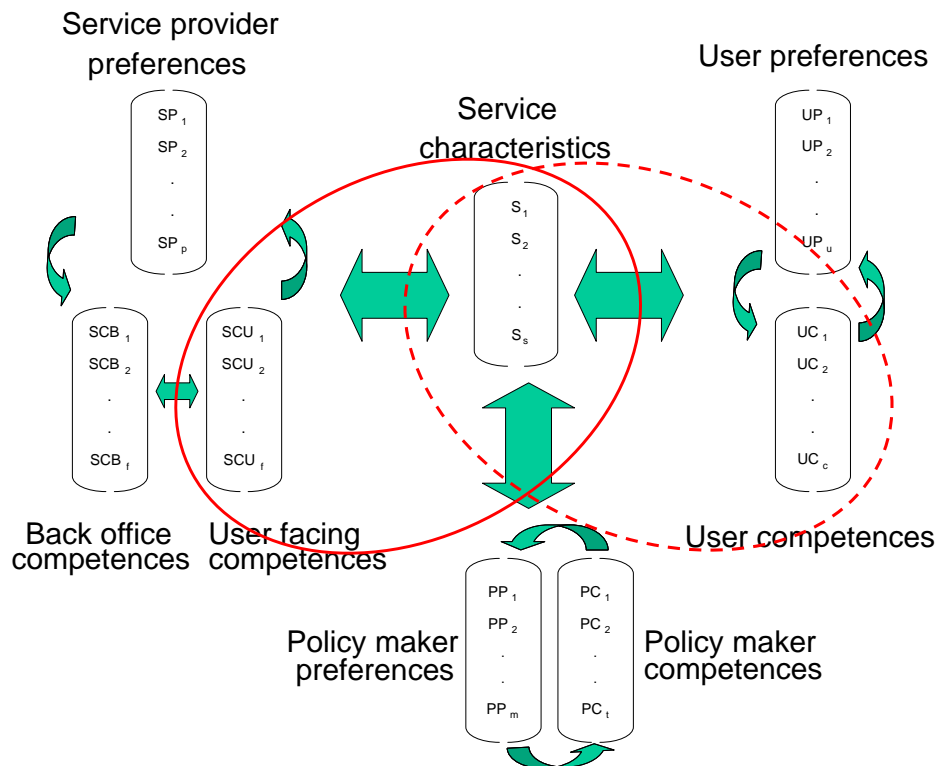 Service provider
preferences
SP 1
SP 2
.
.
SP p
Service
characteristics
S 1
S 2
.
.
S s
User preferences
UP 1
UP 2
.
.
UP u
SCB 1
SCB 2
.
.
SCB f
Back office
competences
SCU 1
SCU 2
.
.
SCU f
User facing
competences
UC 1
UC 2
.
.
UC c
User competences
Policy maker
preferences
PP 1
PP 2
.
.
PP m
PC 1
PC 2
.
.
PC t
Policy maker
competences